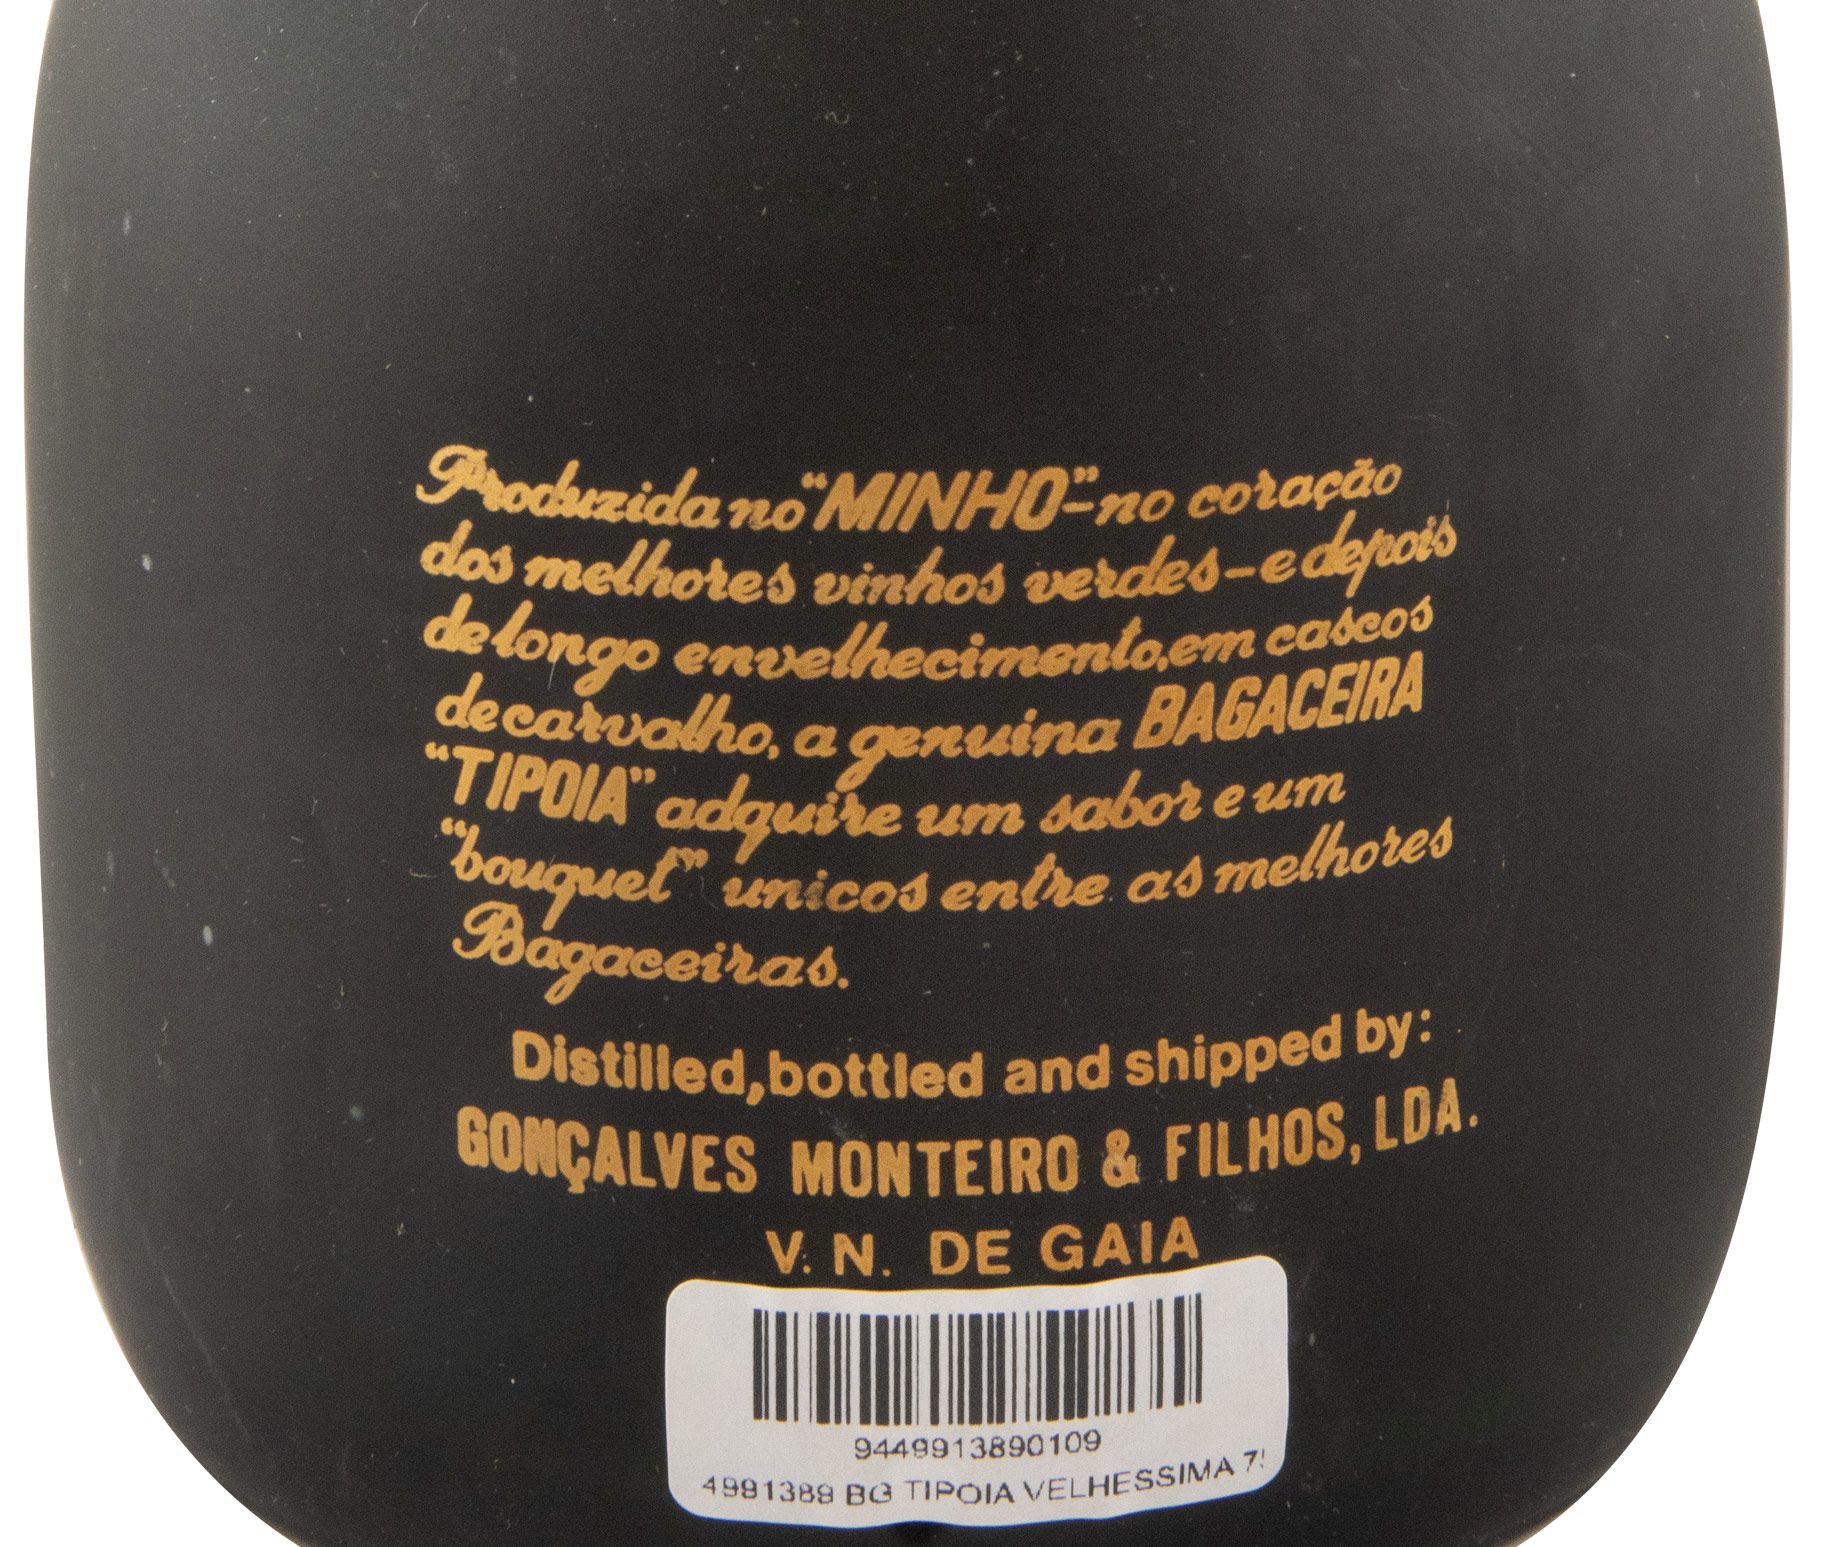 Produzida no "MINHO"-no coração
dos melhores vinhos verdes-e depois
de longo envelhecimento, em cascos
de carvalho, a genuina BAGACEIRA
"TIPOIA" adquire um sabor e um
"bouquet" unicos entre as melhores
Bagaceiras.
Distilled, bottled and shipped by:
GONÇALVES MONTEIRO & FILHOS, LDA.
V. N. DE GAIA
9449913890109
4991389 BG TIPOIA VELHESSIMA